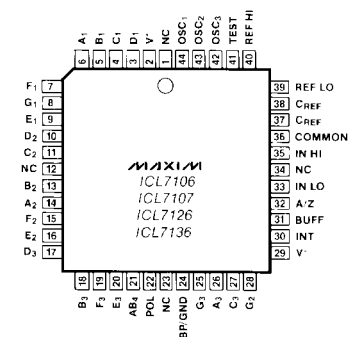 A₁ B₁ C₁ D₁ V⁺ NC OSC₁ OSC₂ OSC₃ TEST REF HI
6 5 4 3 2 1 44 43 42 41 40
F₁ 7
G₁ 8
E₁ 9
D₂ 10
C₂ 11
NC 12
B₂ 13
A₂ 14
F₂ 15
E₂ 16
D₃ 17
MAXIM
ICL7106
ICL7107
ICL7126
ICL7136
39 REF LO
38 CREF
37 CREF
36 COMMON
35 IN HI
34 NC
33 IN LO
32 A/Z
31 BUFF
30 INT
29 V⁻
18 19 20 21 22 23 24 25 26 27 28
B₃ F₃ E₃ AB₄ POL NC BP/GND G₃ A₃ C₃ G₂